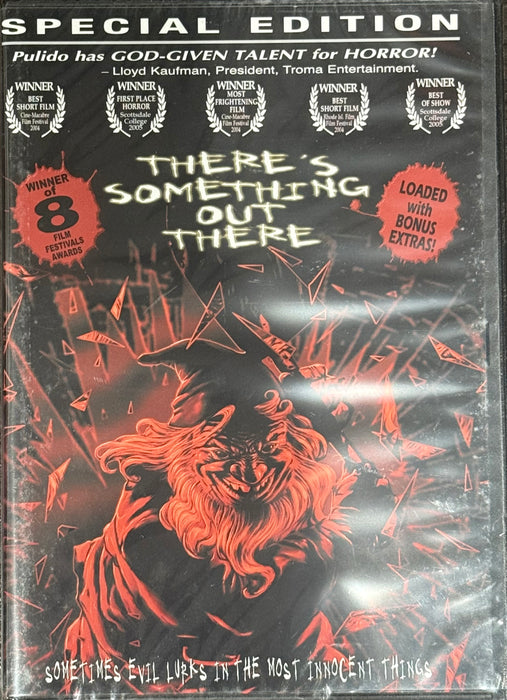 SPECIAL EDITION
Pulido has GOD-GIVEN TALENT for HORROR!
– Lloyd Kaufman, President, Troma Entertainment.
WINNER
BEST
SHORT FILM
Cine-Macabre
Film Festival
2004
WINNER
FIRST PLACE
HORROR
Scottsdale
College
2005
WINNER
MOST
FRIGHTENING
FILM
Cine-Macabre
Film Festival
2004
WINNER
BEST
SHORT FILM
Rhode Isl. Film
Film Festival
2004
WINNER
BEST
OF SHOW
Scottsdale
College
2005
THERE'S
SOMETHING
OUT
THERE
WINNER
of
8
FILM
FESTIVALS
AWARDS
LOADED
with
BONUS
EXTRAS!
SOMETIMES EVIL LURKS IN THE MOST INNOCENT THINGS